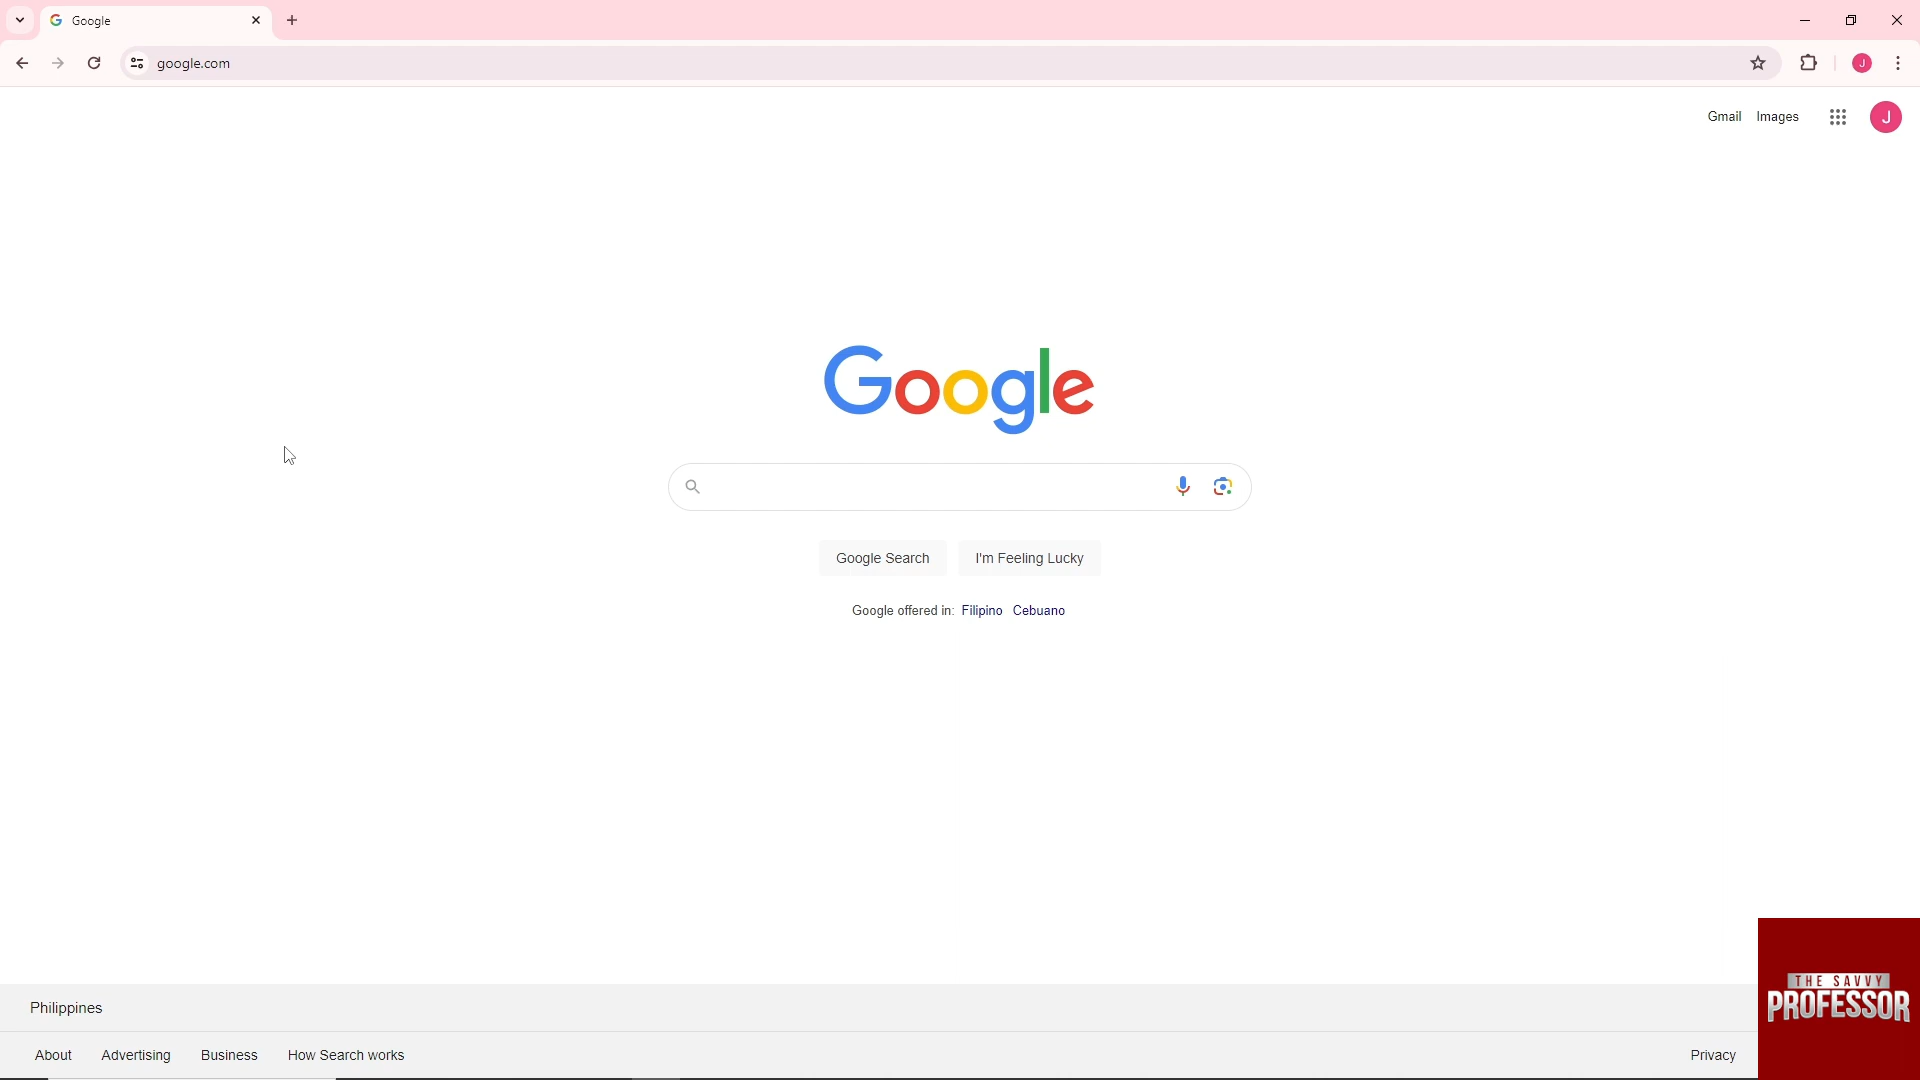 Google
google.com
J
Gmail Images J
Google
Google Search I'm Feeling Lucky
Google offered in: Filipino Cebuano
Philippines
About Advertising Business How Search works Privacy
THE SAVVY
PROFESSOR